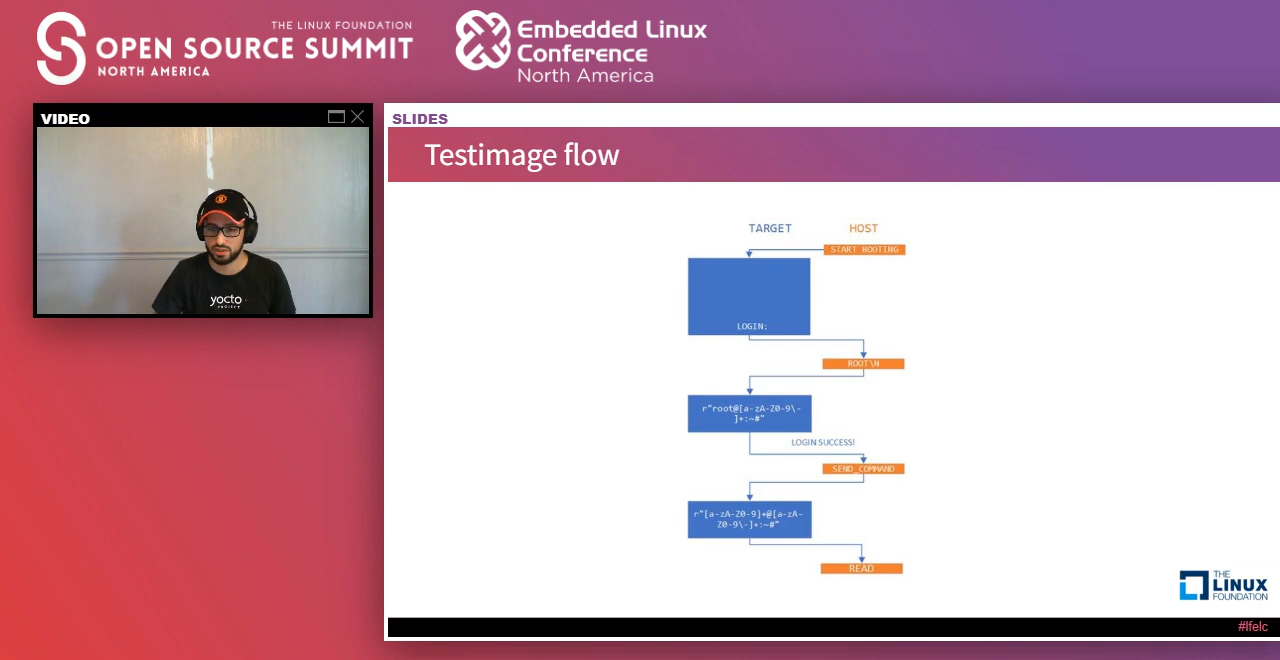 THE LINUX FOUNDATION
OPEN SOURCE SUMMIT
NORTH AMERICA
Embedded Linux
Conference
North America
VIDEO
yocto
PROJECT
SLIDES
Testimage flow
TARGET
HOST
START BOOTING
LOGIN:
ROOT\N
r"root@[a-zA-Z0-9\-
]+:~#"
LOGIN SUCCESS!
SEND_COMMAND
r"[a-zA-Z0-9]+@[a-zA-
Z0-9\-]+:~#"
READ
THE
LINUX
FOUNDATION
#lfelc